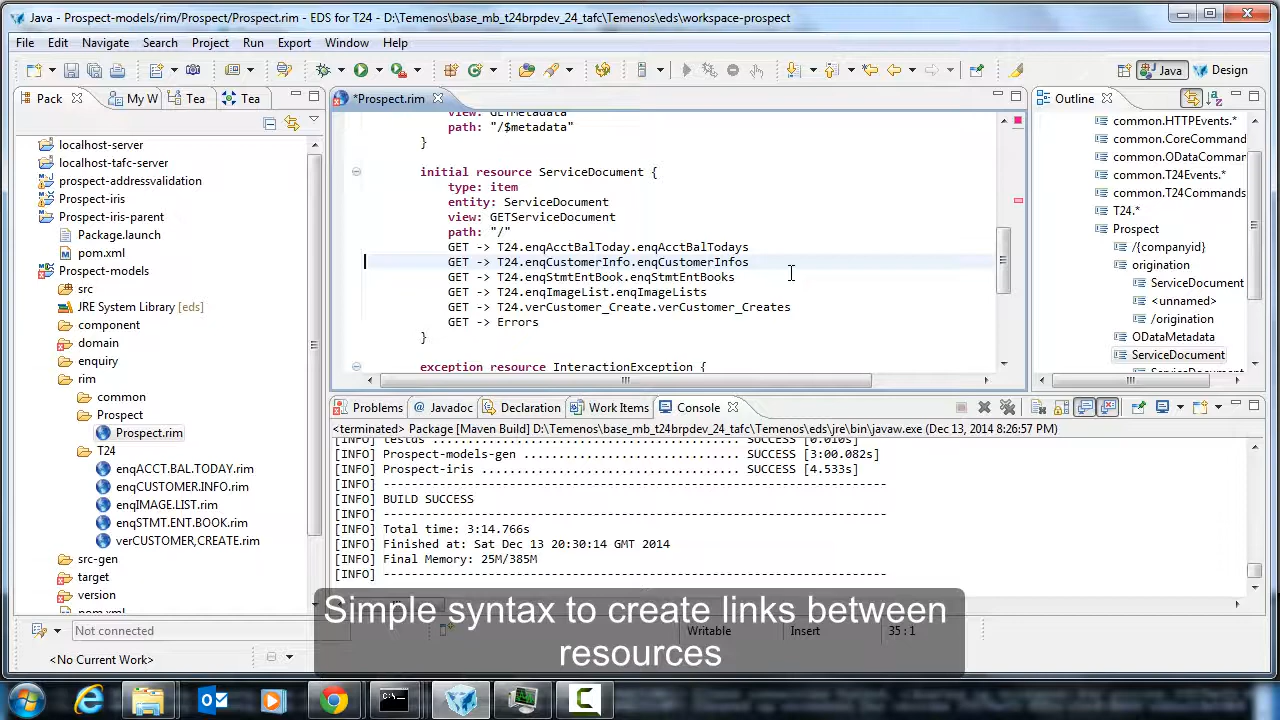 Java - Prospect-models/rim/Prospect/Prospect.rim - EDS for T24 - D:\Temenos\base_mb_t24brpdev_24_tafc\Temenos\eds\workspace-prospect
File Edit Navigate Search Project Run Export Window Help
Java Design
Pack My W Tea Tea
*Prospect.rim
Outline
localhost-server
localhost-tafc-server
prospect-addressvalidation
Prospect-iris
Prospect-iris-parent
Package.launch
pom.xml
Prospect-models
src
JRE System Library [eds]
component
domain
enquiry
rim
common
Prospect
Prospect.rim
T24
enqACCT.BAL.TODAY.rim
enqCUSTOMER.INFO.rim
enqIMAGE.LIST.rim
enqSTMT.ENT.BOOK.rim
verCUSTOMER,CREATE.rim
src-gen
target
version
pom.xml
view: GETMetadata
path: "/$metadata"
}
initial resource ServiceDocument {
type: item
entity: ServiceDocument
view: GETServiceDocument
path: "/"
GET -> T24.enqAcctBalToday.enqAcctBalTodays
GET -> T24.enqCustomerInfo.enqCustomerInfos
GET -> T24.enqStmtEntBook.enqStmtEntBooks
GET -> T24.enqImageList.enqImageLists
GET -> T24.verCustomer_Create.verCustomer_Creates
GET -> Errors
}
exception resource InteractionException {
common.HTTPEvents.*
common.CoreCommand
common.ODataComman
common.T24Events.*
common.T24Commands
T24.*
Prospect
/{companyid}
origination
ServiceDocument
<unnamed>
/origination
ODataMetadata
ServiceDocument
ServiceDocument
Problems Javadoc Declaration Work Items Console
<terminated> Package [Maven Build] D:\Temenos\base_mb_t24brpdev_24_tafc\Temenos\eds\jre\bin\javaw.exe (Dec 13, 2014 8:26:57 PM)
[INFO] testus ......................................... SUCCESS [0.010s]
[INFO] Prospect-models-gen ............................ SUCCESS [3:00.082s]
[INFO] Prospect-iris .................................. SUCCESS [4.533s]
[INFO] ------------------------------------------------------------------------
[INFO] BUILD SUCCESS
[INFO] ------------------------------------------------------------------------
[INFO] Total time: 3:14.766s
[INFO] Finished at: Sat Dec 13 20:30:14 GMT 2014
[INFO] Final Memory: 25M/385M
[INFO] ------------------------------------------------------------------------
Simple syntax to create links between
resources
Not connected
Writable Insert 35 : 1
<No Current Work>